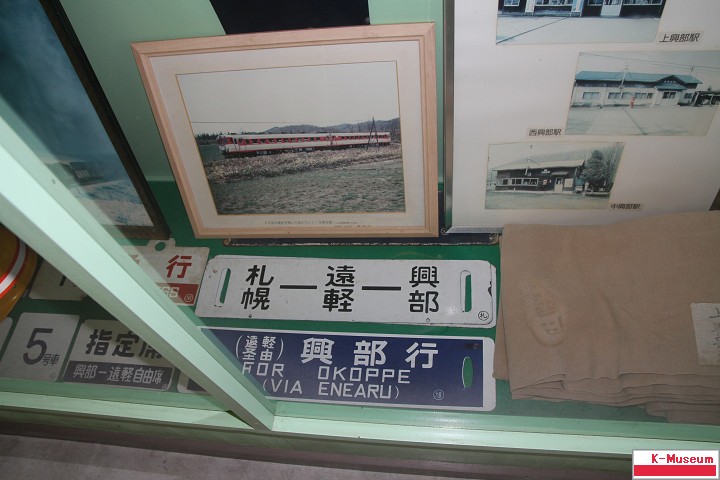 上興部駅
西興部駅
中興部駅
行
SS
札幌―遠軽―興部
札
5号車
指定席
興部―遠軽自由席
(遠軽経由) 興部行
FOR OKOPPE
(VIA ENEARU)
K-Museum